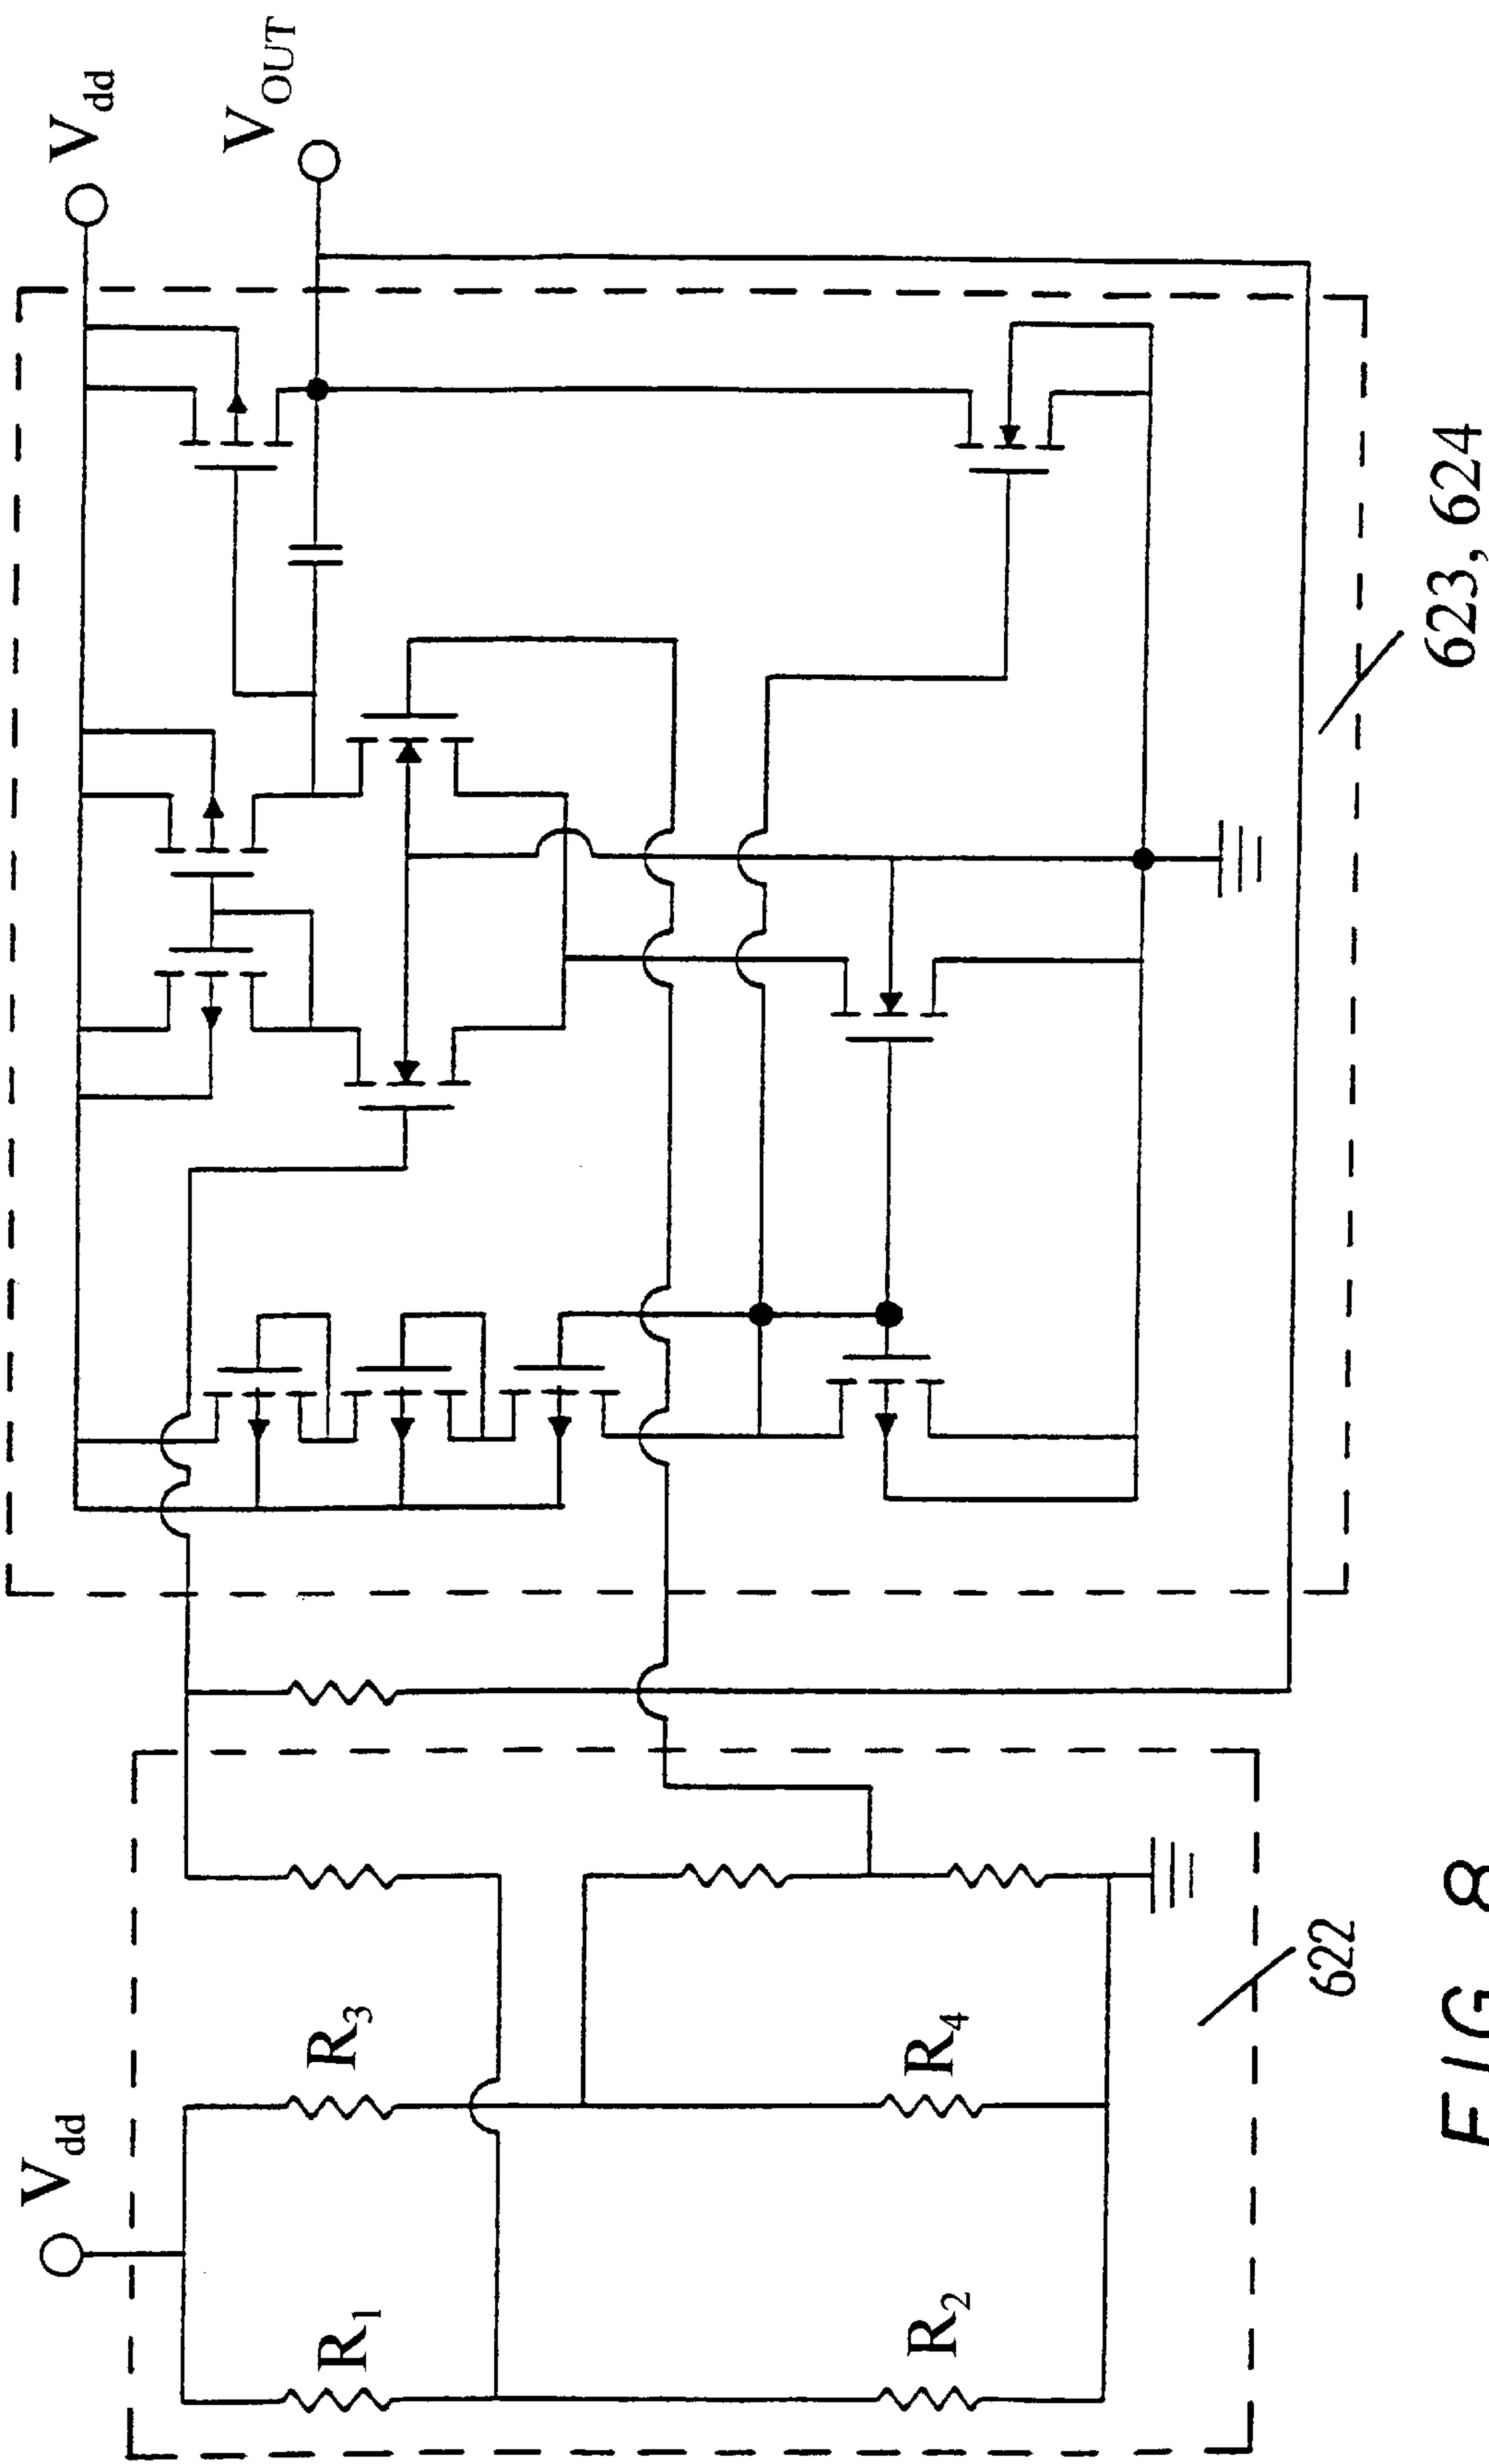 V_dd
V_OUT
V_dd
R_1
R_3
R_2
R_4
622
623, 624
FIG 8